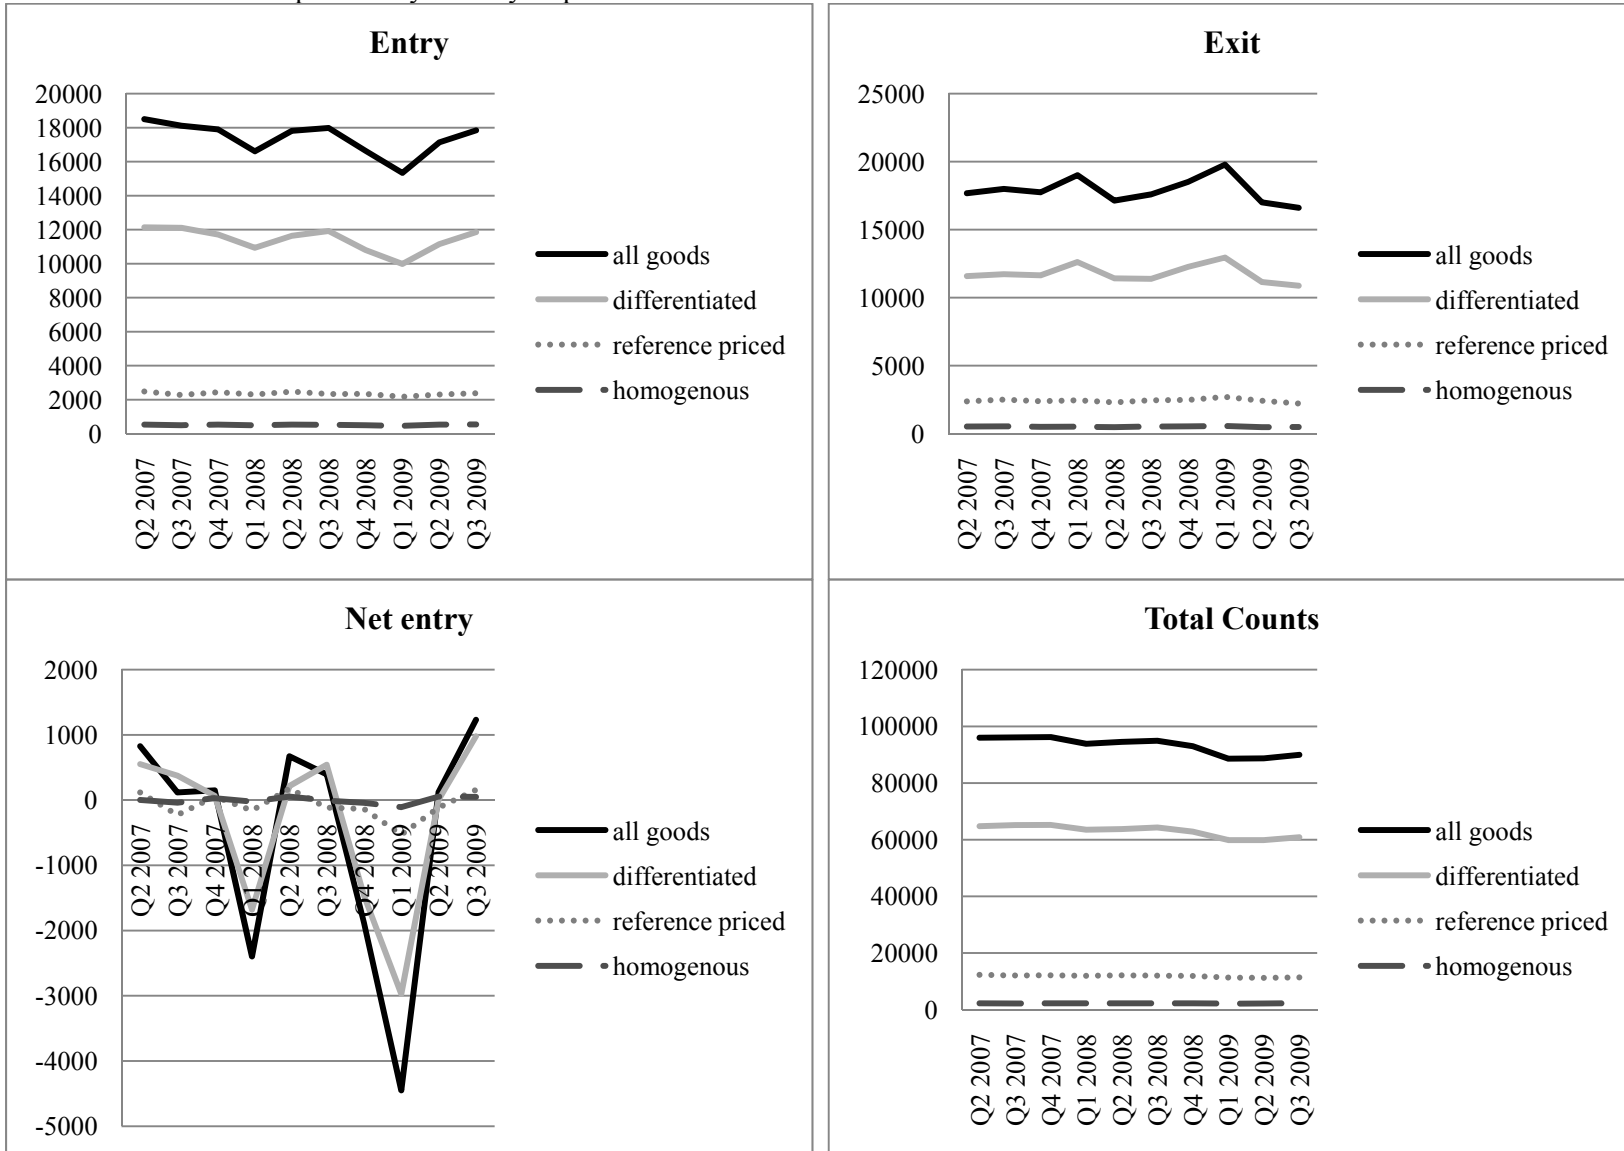 Entry
20000
18000
16000
14000
12000
10000
8000
6000
4000
2000
0
Q2 2007
Q3 2007
Q4 2007
Q1 2008
Q2 2008
Q3 2008
Q4 2008
Q1 2009
Q2 2009
Q3 2009
all goods
differentiated
reference priced
homogenous
Exit
25000
20000
15000
10000
5000
0
Q2 2007
Q3 2007
Q4 2007
Q1 2008
Q2 2008
Q3 2008
Q4 2008
Q1 2009
Q2 2009
Q3 2009
all goods
differentiated
reference priced
homogenous
Net entry
2000
1000
0
-1000
-2000
-3000
-4000
-5000
Q2 2007
Q3 2007
Q4 2007
Q1 2008
Q2 2008
Q3 2008
Q4 2008
Q1 2009
Q2 2009
Q3 2009
all goods
differentiated
reference priced
homogenous
Total Counts
120000
100000
80000
60000
40000
20000
0
Q2 2007
Q3 2007
Q4 2007
Q1 2008
Q2 2008
Q3 2008
Q4 2008
Q1 2009
Q2 2009
Q3 2009
all goods
differentiated
reference priced
homogenous